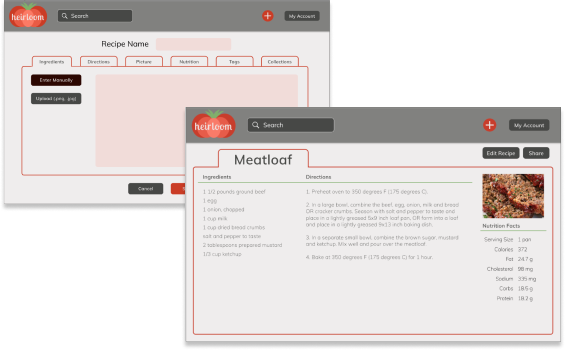 heirloom
Search
My Account
Recipe Name
Ingredients
Directions
Picture
Nutrition
Tags
Collections
Enter Manually
Upload (.png, .jpg)
Cancel
heirloom
Search
My Account
Meatloaf
Edit Recipe
Share
Ingredients
1 1/2 pounds ground beef
1 egg
1 onion, chopped
1 cup milk
1 cup dried bread crumbs
salt and pepper to taste
2 tablespoons prepared mustard
1/3 cup ketchup
Directions
1. Preheat oven to 350 degrees F (175 degrees C).
2. In a large bowl, combine the beef, egg, onion, milk and bread
OR cracker crumbs. Season with salt and pepper to taste and
place in a lightly greased 5x9 inch loaf pan, OR form into a loaf
and place in a lightly greased 9x13 inch baking dish.
3. In a separate small bowl, combine the brown sugar, mustard
and ketchup. Mix well and pour over the meatloaf.
4. Bake at 350 degrees F (175 degrees C) for 1 hour.
Nutrition Facts
Serving Size 1 pan
Calories 372
Fat 24.7 g
Cholesterol 98 mg
Sodium 335 mg
Carbs 18.5 g
Protein 18.2 g